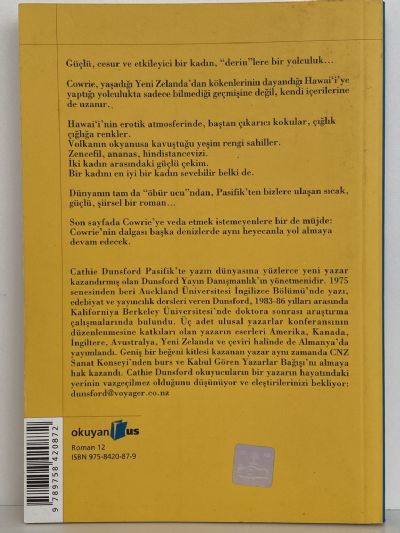 Güçlü, cesur ve etkileyici bir kadın, “derin”lere bir yolculuk...
Cowrie, yaşadığı Yeni Zelanda’dan kökenlerinin dayandığı Hawai‘i’ye
yaptığı yolculukta sadece bilmediği geçmişine değil, kendi içerilerine
de uzanır.
Hawai‘i’nin erotik atmosferinde, baştan çıkarıcı kokular, çığlık
çığlığa renkler.
Volkanın okyanusa kavuştuğu yeşim rengi sahiller.
Zencefil, ananas, hindistancevizi.
İki kadın arasındaki güçlü çekim.
Bir kadını en iyi bir kadın sevebilir belki de.
Dünyanın tam da “öbür ucu”ndan, Pasifik’ten bizlere ulaşan sıcak,
güçlü, şiirsel bir roman...
Son sayfada Cowrie’ye veda etmek istemeyenlere bir de müjde:
Cowrie’nin dalgası başka denizlerde aynı heyecanla yol almaya
devam edecek.
Cathie Dunsford Pasifik’te yazın dünyasına yüzlerce yeni yazar
kazandırmış olan Dunsford Yayın Danışmanlık’ın yönetmenidir. 1975
senesinden beri Auckland Üniversitesi İngilizce Bölümü’nde yazı,
edebiyat ve yayıncılık dersleri veren Dunsford, 1983-86 yılları arasında
Kaliforniya Berkeley Üniversitesi’nde doktora sonrası araştırma
çalışmalarında bulundu. Üç adet ulusal yazarlar konferansının
düzenlenmesine katkıları olan yazarın eserleri Amerika, Kanada,
İngiltere, Avustralya, Yeni Zelanda ve çeviri halinde de Almanya’da
yayımlandı. Geniş bir beğeni kitlesi kazanan yazar aynı zamanda CNZ
Sanat Konseyi’nden burs ve Kabul Gören Yazarlar Bağışı’nı almaya
hak kazandı. Cathie Dunsford okuyucuların bir yazarın hayatındaki
yerinin vazgeçilmez olduğunu düşünüyor ve eleştirilerinizi bekliyor:
dunsford@voyager.co.nz
okuyan us
Roman 12
ISBN 975-8420-87-9
9 789758 420872